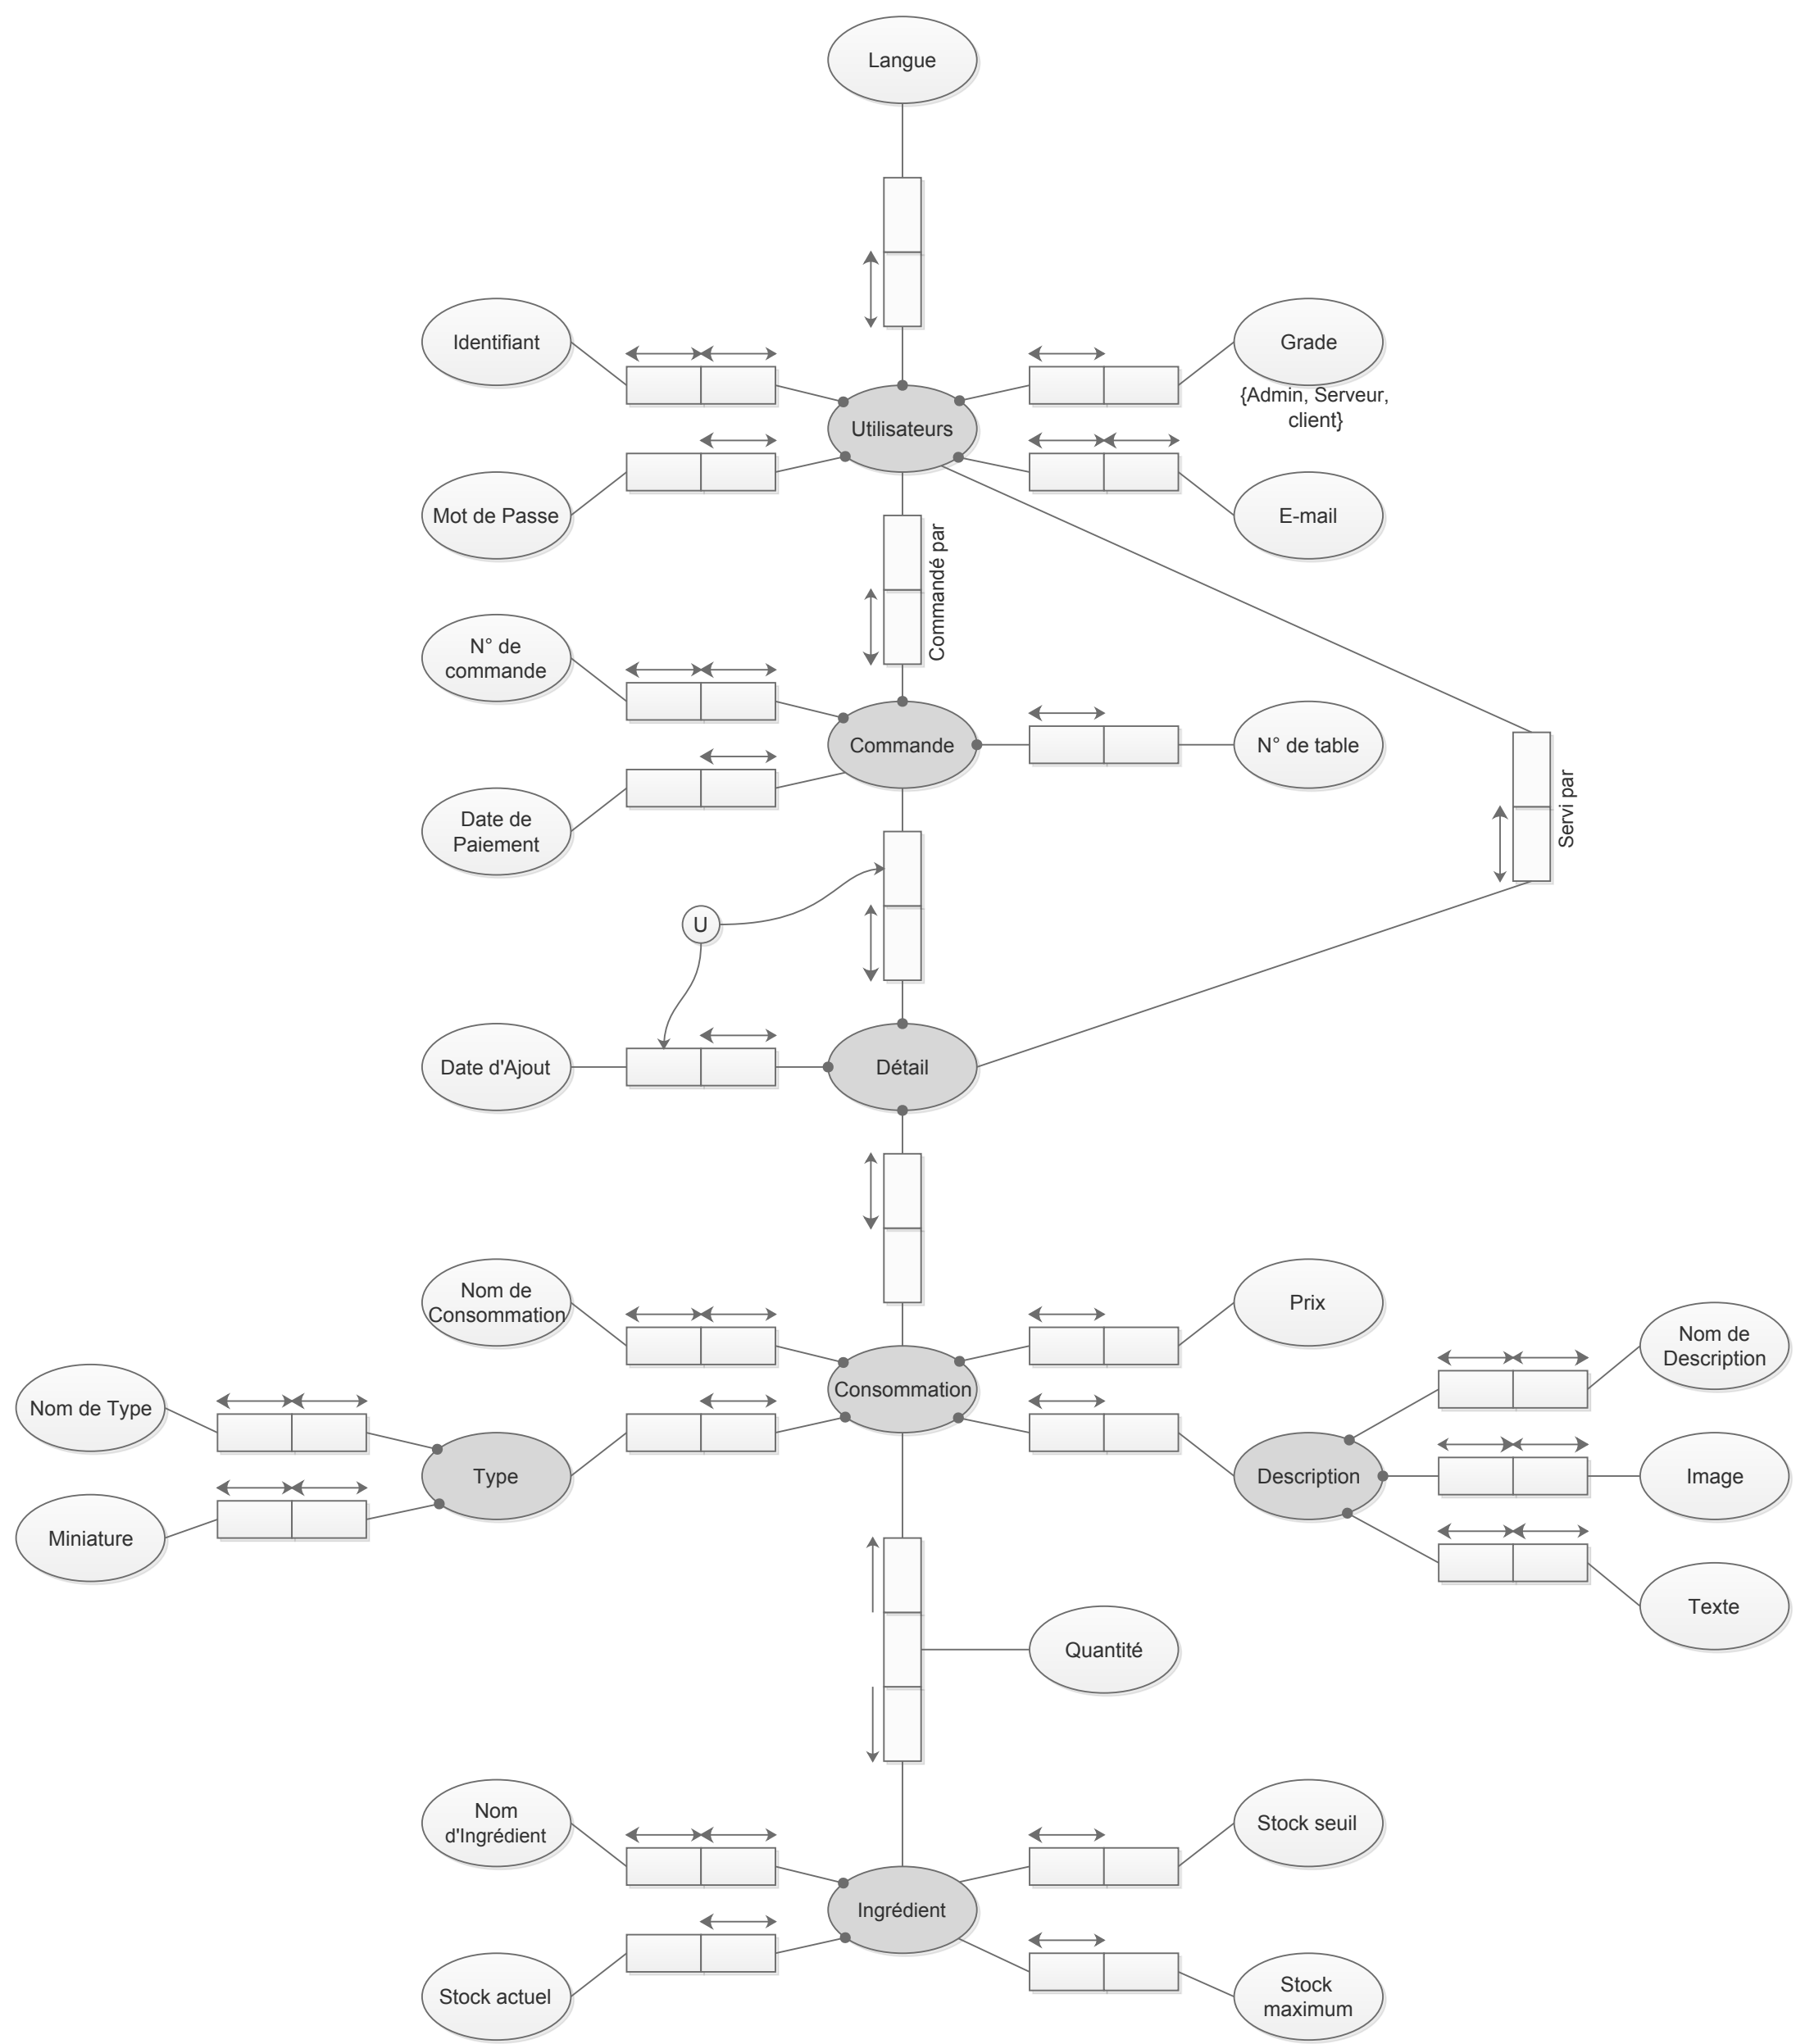 Langue
Identifiant
Grade
{Admin, Serveur,
client}
Utilisateurs
Mot de Passe
E-mail
Commandé par
N° de
commande
Commande
N° de table
Date de
Paiement
Servi par
U
Date d'Ajout
Détail
Nom de
Consommation
Prix
Nom de
Description
Nom de Type
Consommation
Type
Description
Image
Miniature
Texte
Quantité
Nom
d'Ingrédient
Stock seuil
Ingrédient
Stock actuel
Stock
maximum